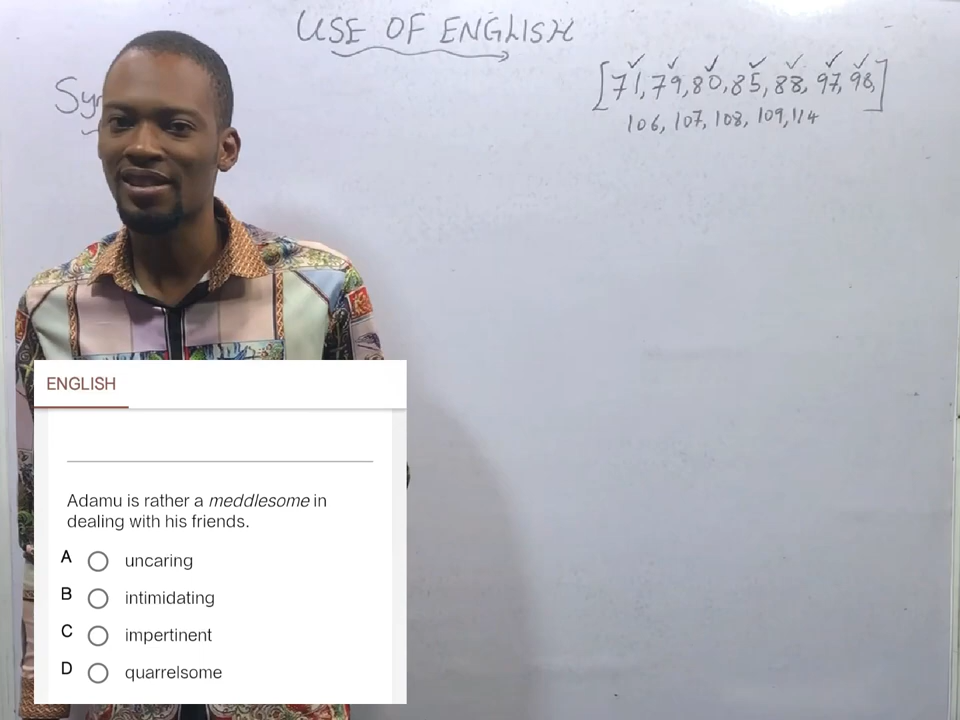 USE OF ENGLISH
[71, 79, 80, 85, 88, 97, 98,]
106, 107, 108, 109, 114
Syn
ENGLISH
Adamu is rather a meddlesome in
dealing with his friends.
A uncaring
B intimidating
C impertinent
D quarrelsome